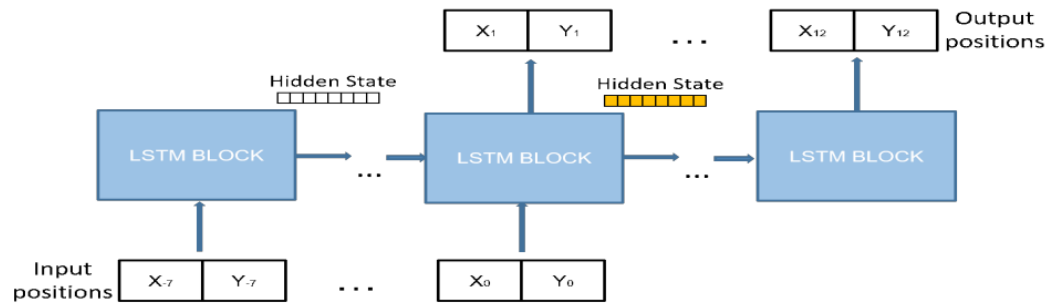 X₁ Y₁ ... X₁₂ Y₁₂ Output positions
Hidden State Hidden State
LSTM BLOCK ... LSTM BLOCK ... LSTM BLOCK
Input positions X₋₇ Y₋₇ ... X₀ Y₀